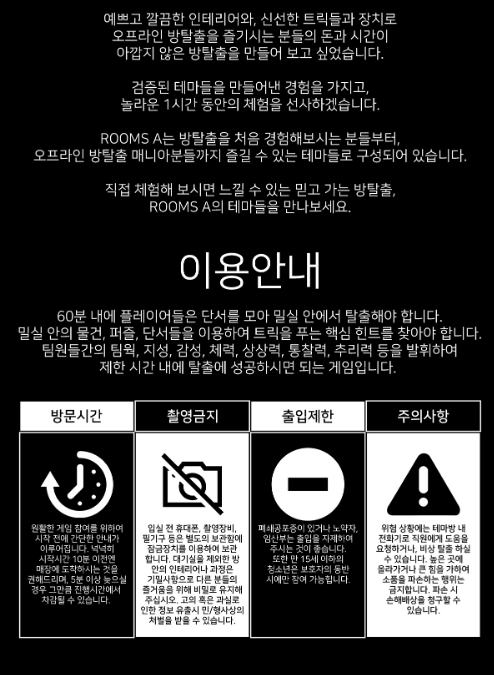 예쁘고 깔끔한 인테리어와, 신선한 트릭들과 장치로
오프라인 방탈출을 즐기시는 분들의 돈과 시간이
아깝지 않은 방탈출을 만들어 보고 싶었습니다.
검증된 테마들을 만들어낸 경험을 가지고,
놀라운 1시간 동안의 체험을 선사하겠습니다.
ROOMS A는 방탈출을 처음 경험해보시는 분들부터,
오프라인 방탈출 매니아분들까지 즐길 수 있는 테마들로 구성되어 있습니다.
직접 체험해 보시면 느낄 수 있는 믿고 가는 방탈출,
ROOMS A의 테마들을 만나보세요.
이용안내
60분 내에 플레이어들은 단서를 모아 밀실 안에서 탈출해야 합니다.
밀실 안의 물건, 퍼즐, 단서들을 이용하여 트릭을 푸는 핵심 힌트를 찾아야 합니다.
팀원들간의 팀웍, 지성, 감성, 체력, 상상력, 통찰력, 추리력 등을 발휘하여
제한 시간 내에 탈출에 성공하시면 되는 게임입니다.
방문시간
원활한 게임 참여를 위하여
시작 전에 간단한 안내가
이루어집니다. 넉넉히
시작시간 10분 이전엔
매장에 도착하시는 것을
권해드리며, 5분 이상 늦으실
경우 그만큼 진행시간에서
차감될 수 있습니다.
촬영금지
입실 전 휴대폰, 촬영장비,
필기구 등은 별도의 보관함에
잠금장치를 이용하여 보관
합니다. 대기실을 제외한 방
안의 인테리어나 과정은
기밀사항으로 다른 분들의
즐거움을 위해 비밀로 유지해
주십시오. 고의 혹은 과실로
인한 정보 유출시 민/형사상의
처벌을 받을 수 있습니다.
출입제한
폐쇄공포증이 있거나 노약자,
임산부는 출입을 자제하여
주시는 것이 좋습니다.
또한 만 15세 이하의
청소년은 보호자의 동반
시에만 참여 가능합니다.
주의사항
위험 상황에는 테마방 내
전화기로 직원에게 도움을
요청하거나, 비상 탈출 하실
수 있습니다. 높은 곳에
올라가거나 큰 힘을 가하여
소품을 파손하는 행위는
금지합니다. 파손 시
손해배상을 청구할 수
있습니다.